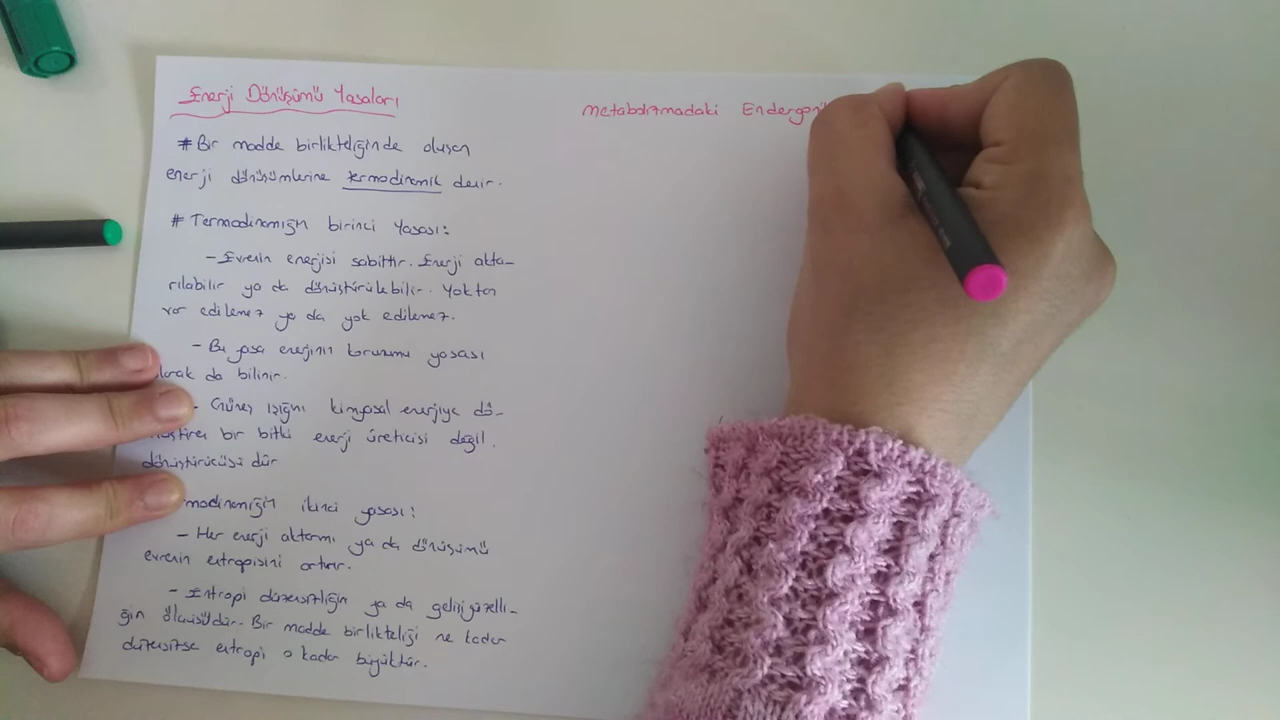 Enerji Dönüşümü Yasaları
# Bir madde birlikteliğinde oluşan
enerji dönüşümlerine termodinamik denir.
# Termodinamiğin birinci Yasası:
- Evrenin enerjisi sabittir. Enerji akta-
rılabilir ya da dönüştürülebilir. Yoktan
var edilemez ya da yok edilemez.
- Bu yasa enerjinin korunumu yasası
larak da bilinir.
- Güneş ışığını kimyasal enerjiye dö-
nüştüren bir bitki enerji üreticisi değil.
dönüştürücüsü dür
modinamiğin ikinci yasası:
- Her enerji aktarımı ya da dönüşümü
evrenin entropisini artırır.
- Entropi düzensizliğin ya da gelişigüzelli-
ğin ölçüsüdür. Bir madde birlikteliği ne kadar
düzensizse entropi o kadar büyüktür.
Metabolizmadaki Endergoni